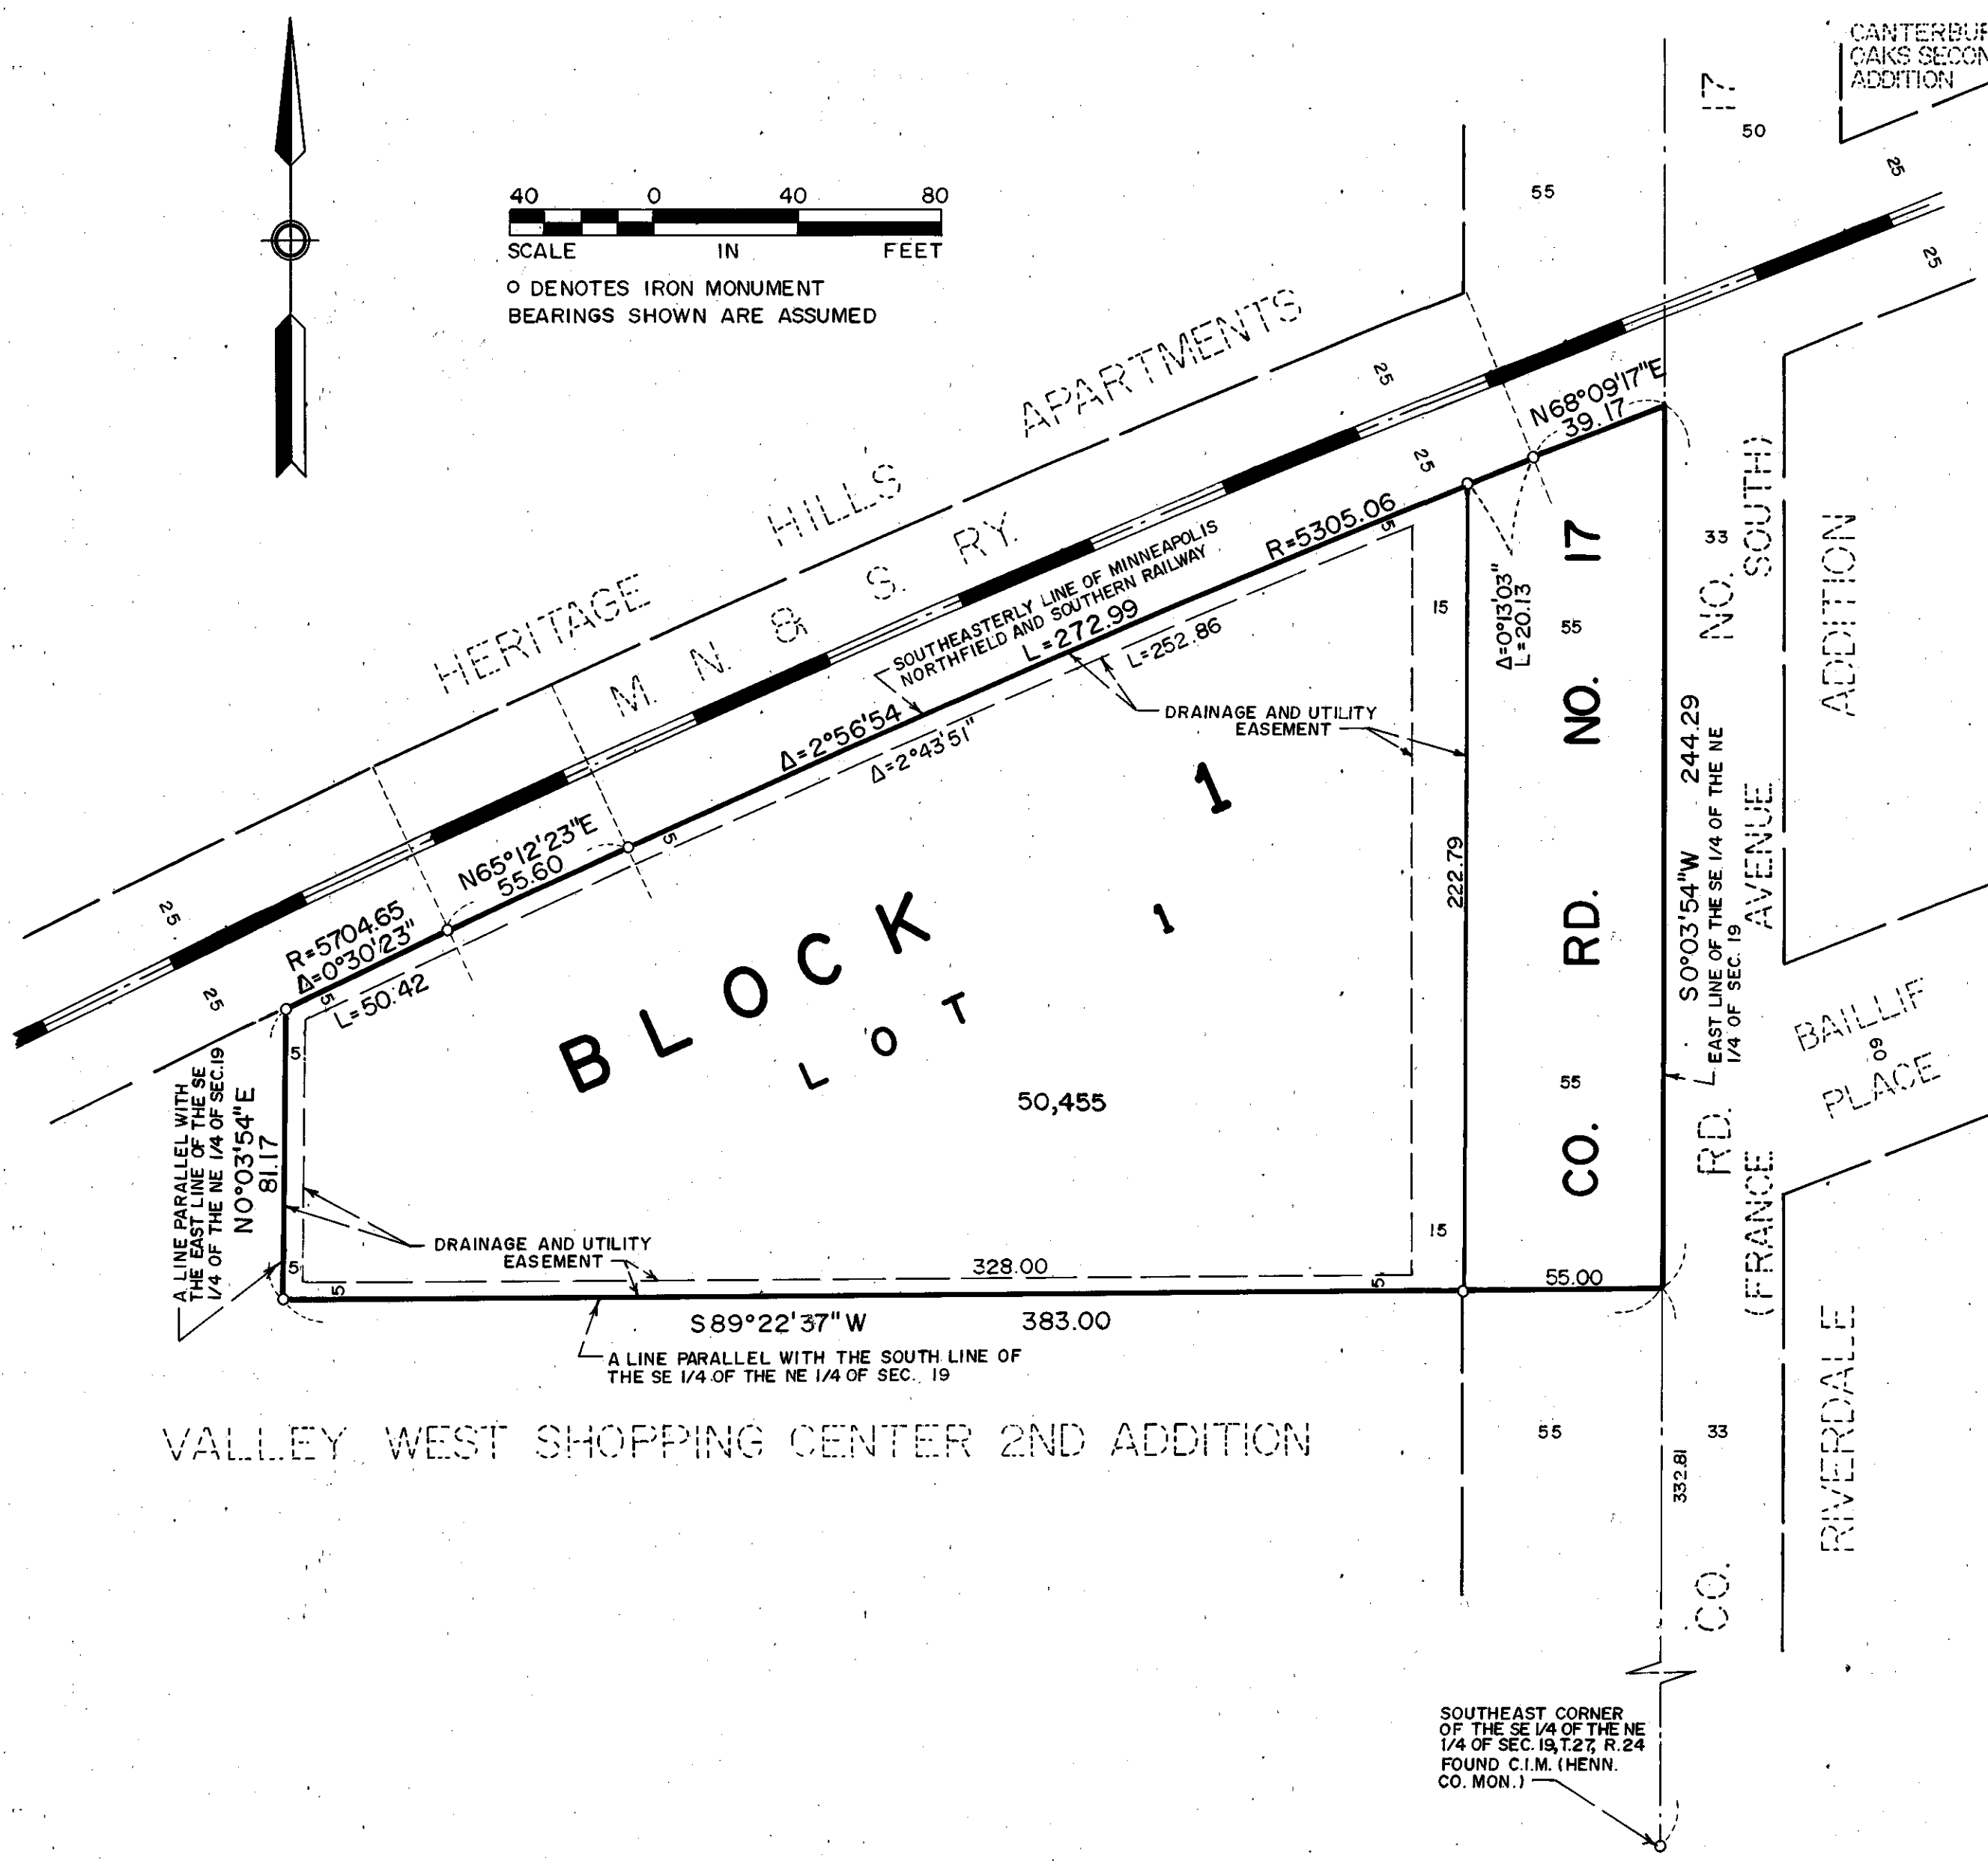 CANTERBUR
OAKS SECON
ADDITION
17
50
25
25
55
40 0 40 80
SCALE IN FEET
O DENOTES IRON MONUMENT
BEARINGS SHOWN ARE ASSUMED
HERITAGE HILLS APARTMENTS
25
25
N68°09'17"E
39.17
M. N. & S. RY.
SOUTHEASTERLY LINE OF MINNEAPOLIS
NORTHFIELD AND SOUTHERN RAILWAY
R=5305.06
L=272.99
L=252.86
5
15
Δ=0°13'03"
L=20.13
55
33
DRAINAGE AND UTILITY
EASEMENT
Δ=2°56'54
Δ=2°43'51"
5
N65°12'23"E
55.60
R=5704.65
Δ=0°30'23"
L=50.42
25
25
5
5
BLOCK 1
LOT 1
50,455
222.79
CO. RD. NO. 17
55
S0°03'54"W 244.29
EAST LINE OF THE SE 1/4 OF THE NE
1/4 OF SEC. 19
CO. RD. NO. 17
(FRANCE AVENUE SOUTH)
RIVERDALE ADDITION
BAILLIF
60
PLACE
A LINE PARALLEL WITH
THE EAST LINE OF THE SE
1/4 OF THE NE 1/4 OF SEC.19
N0°03'54"E
81.17
DRAINAGE AND UTILITY
EASEMENT
5
5
328.00
5
15
55.00
S89°22'37"W 383.00
A LINE PARALLEL WITH THE SOUTH LINE OF
THE SE 1/4 OF THE NE 1/4 OF SEC. 19
VALLEY WEST SHOPPING CENTER 2ND ADDITION
55
33
332.81
SOUTHEAST CORNER
OF THE SE 1/4 OF THE NE
1/4 OF SEC. 19, T.27, R.24
FOUND C.I.M. (HENN.
CO. MON.)